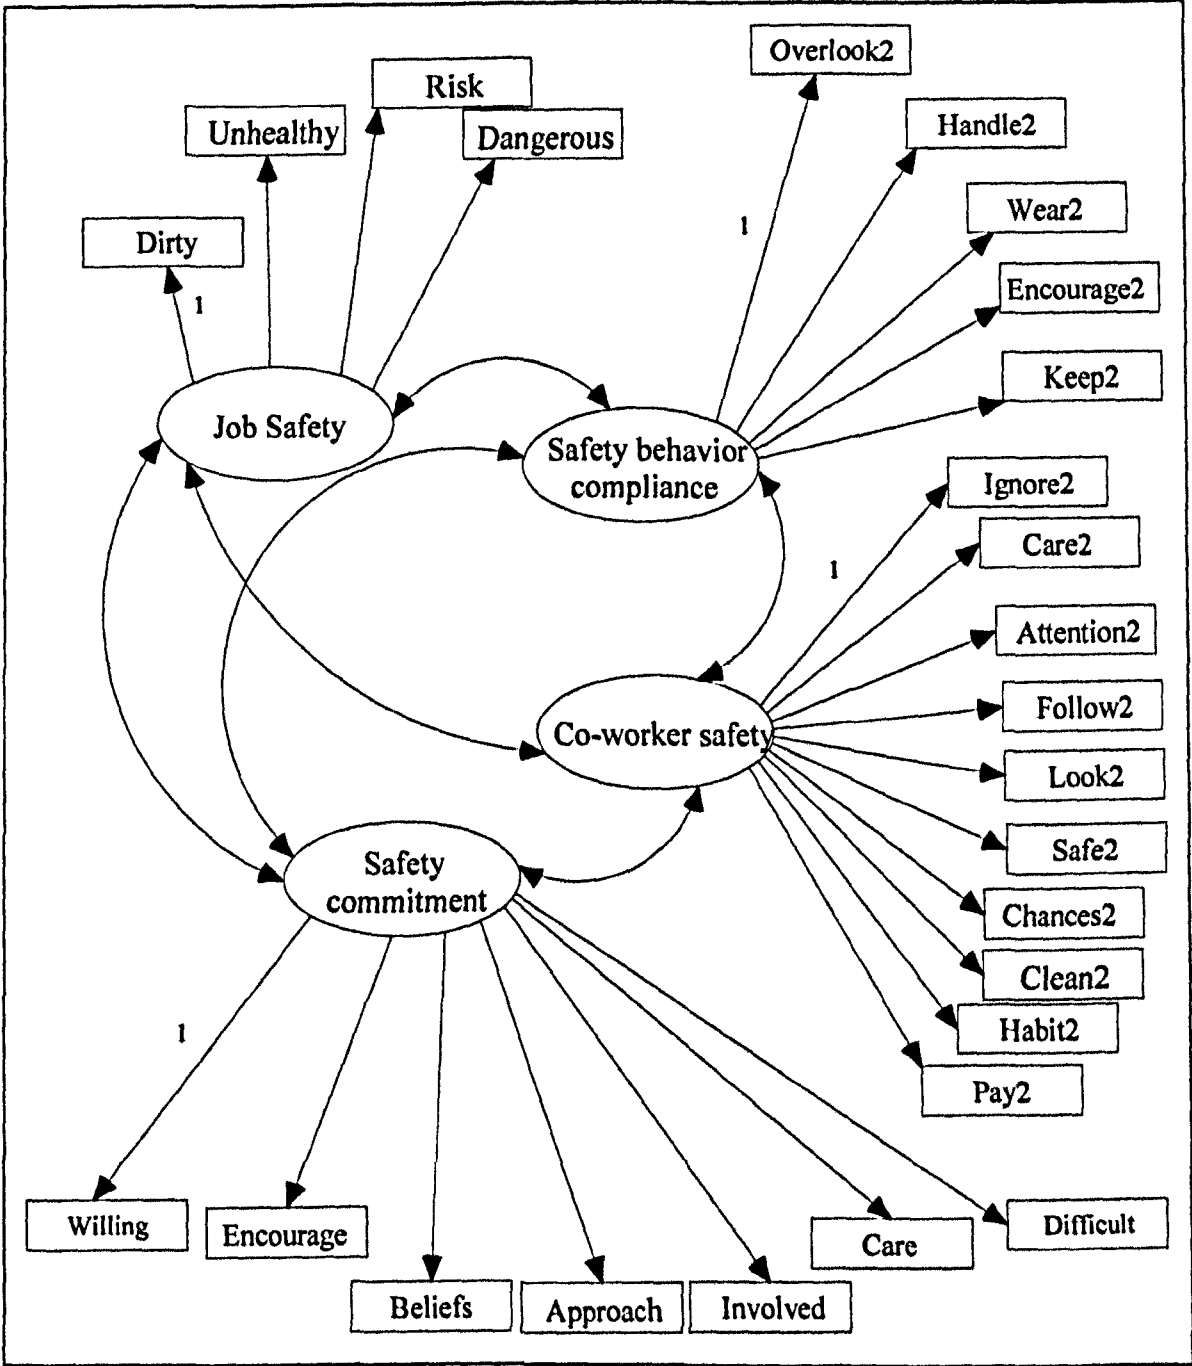 Overlook2
Risk
Handle2
Unhealthy
Dangerous
Wear2
1
Dirty
Encourage2
1
Keep2
Job Safety
Safety behavior
compliance
Ignore2
Care2
1
Attention2
Follow2
Co-worker safety
Look2
Safe2
Safety
commitment
Chances2
Clean2
Habit2
1
Pay2
Willing
Encourage
Care
Difficult
Beliefs
Approach
Involved